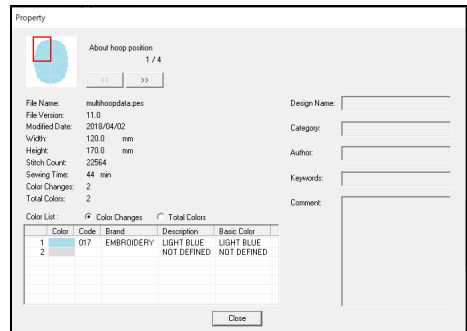 Property
About hoop position
1 / 4
<< >>
File Name: multihoopdata.pes
File Version: 11.0
Modified Date: 2018/04/02
Width: 120.0 mm
Height: 170.0 mm
Stitch Count: 22564
Sewing Time: 44 min
Color Changes: 2
Total Colors: 2
Color List : Color Changes Total Colors
Color Code Brand Description Basic Color
1 017 EMBROIDERY LIGHT BLUE LIGHT BLUE
2 NOT DEFINED NOT DEFINED
Design Name:
Category:
Author:
Keywords:
Comment:
Close